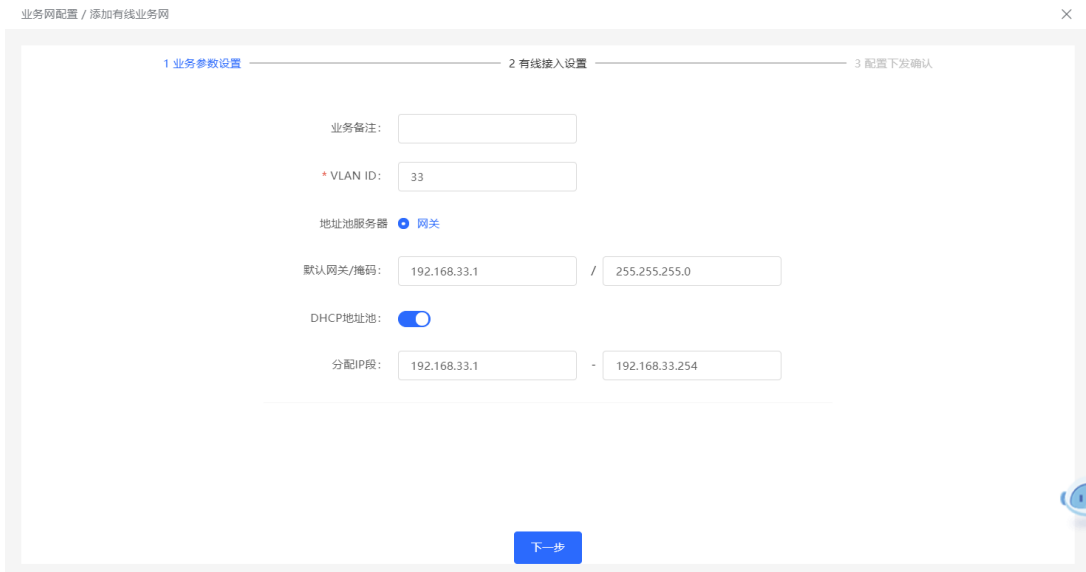 业务网配置 / 添加有线业务网
1 业务参数设置 2 有线接入设置 3 配置下发确认
业务备注：
* VLAN ID： 33
地址池服务器 网关
默认网关/掩码： 192.168.33.1 / 255.255.255.0
DHCP地址池：
分配IP段： 192.168.33.1 - 192.168.33.254
下一步